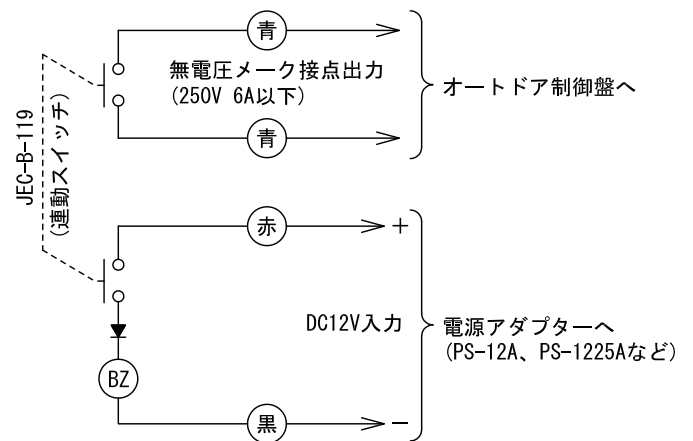 青
無電圧メーク接点出力
(250V 6A以下)
オートドア制御盤へ
青
JEC-B-119
(連動スイッチ)
赤
+
DC12V入力
電源アダプターへ
(PS-12A、PS-1225Aなど)
BZ
黒
−